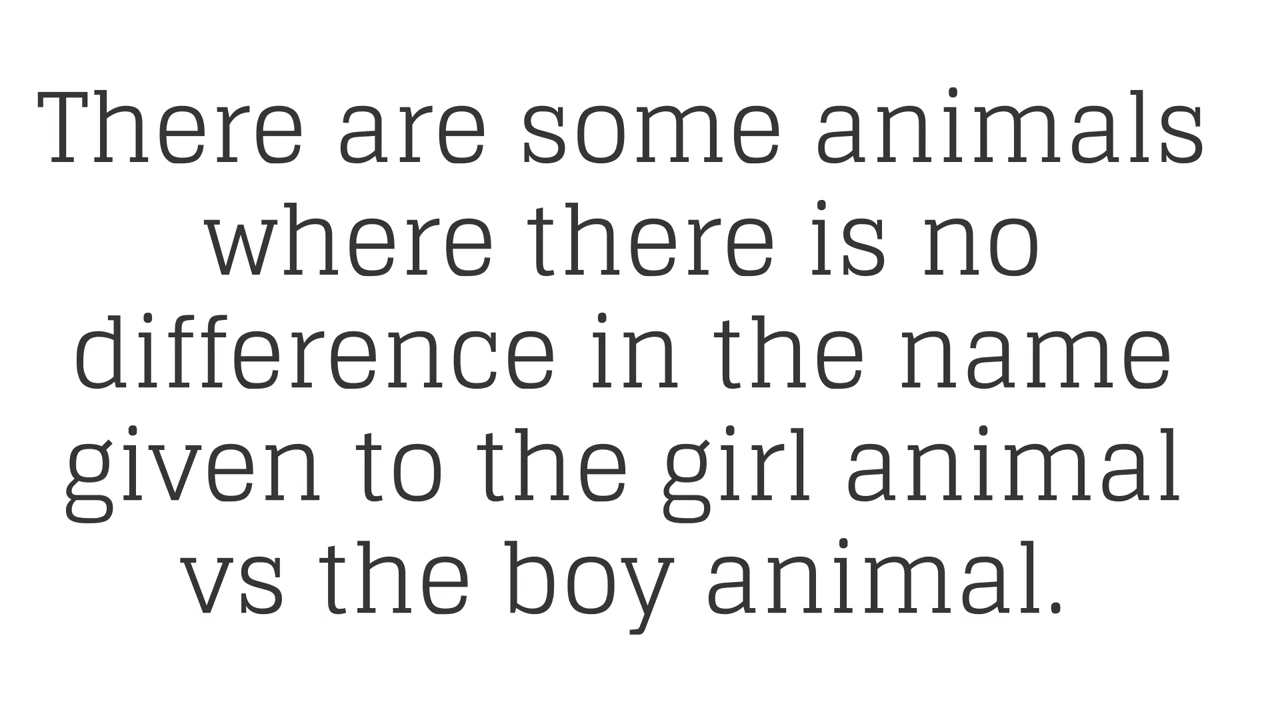 There are some animals
where there is no
difference in the name
given to the girl animal
vs the boy animal.